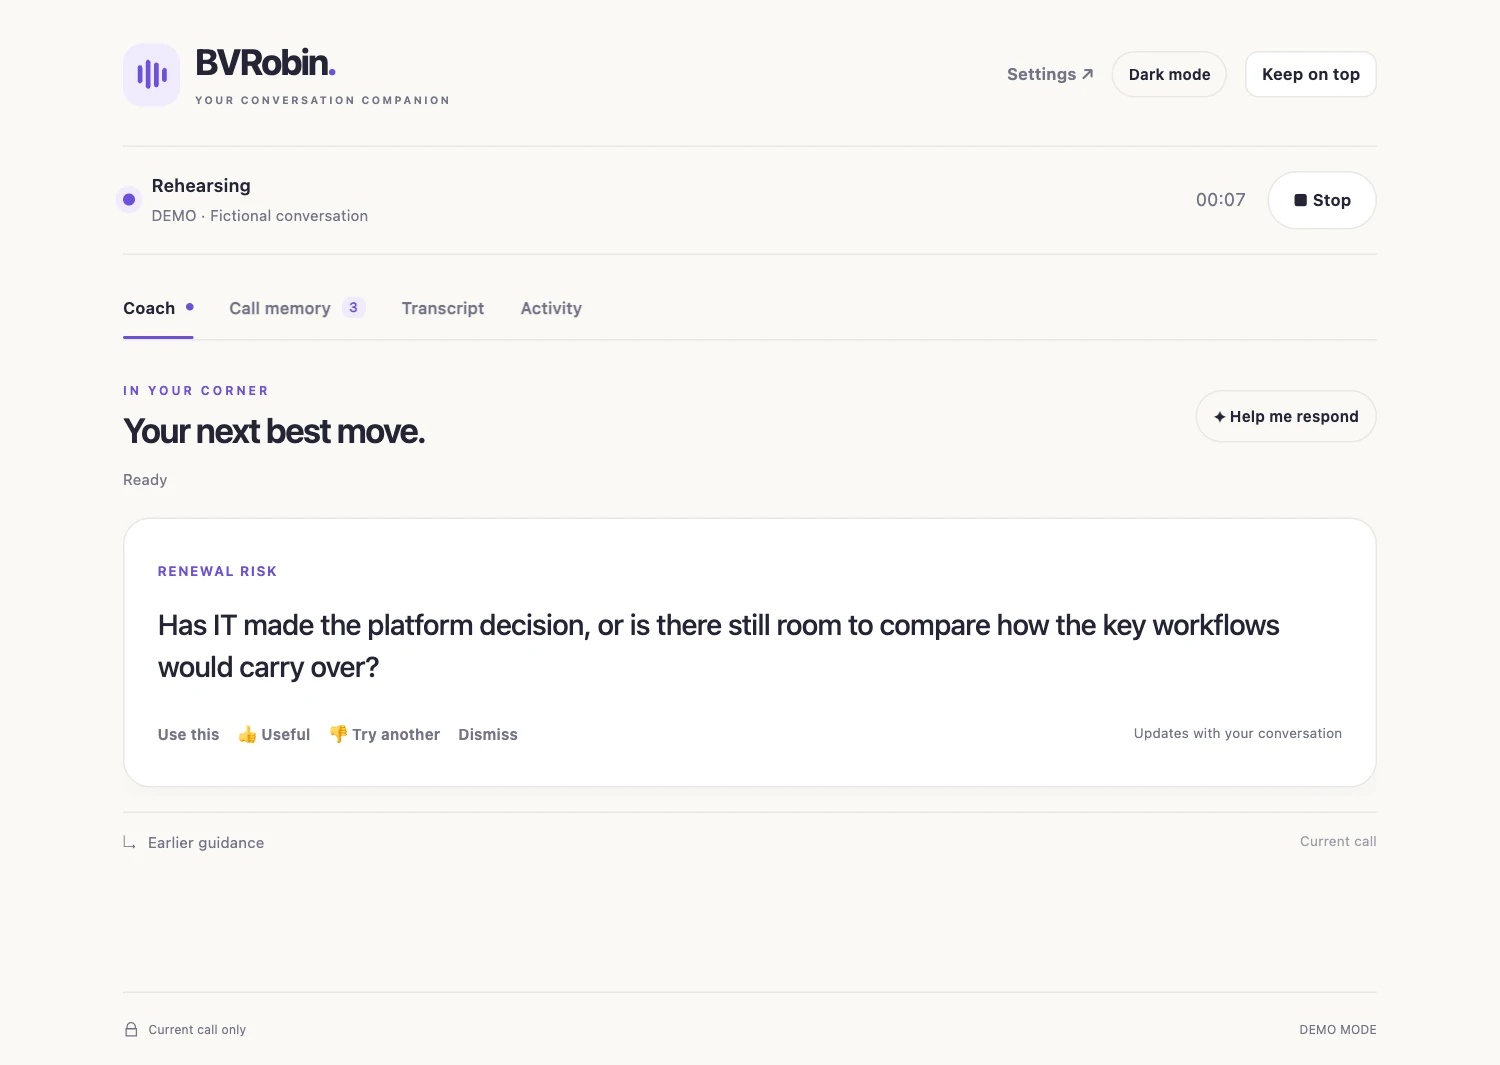 BVRobin.
YOUR CONVERSATION COMPANION
Settings ↗
Dark mode
Keep on top
Rehearsing
DEMO · Fictional conversation
00:07
Stop
Coach
Call memory 3
Transcript
Activity
IN YOUR CORNER
Your next best move.
✦ Help me respond
Ready
RENEWAL RISK
Has IT made the platform decision, or is there still room to compare how the key workflows
would carry over?
Use this
👍 Useful
👎 Try another
Dismiss
Updates with your conversation
Earlier guidance
Current call
Current call only
DEMO MODE